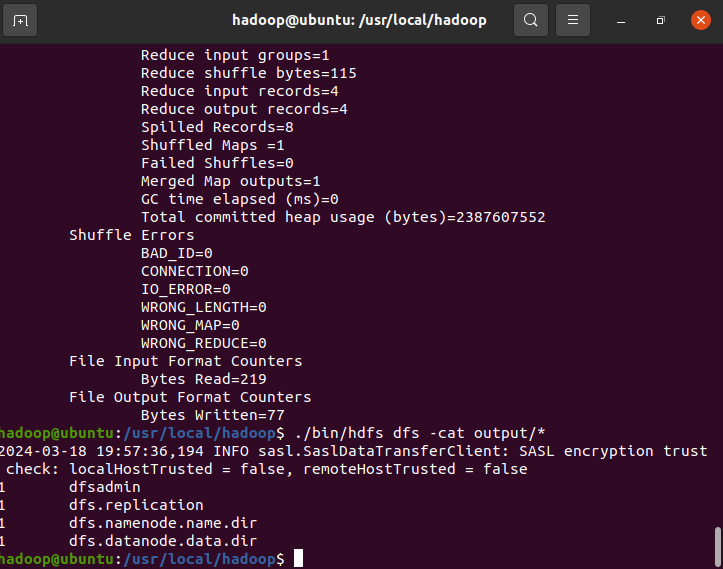 hadoop@ubuntu: /usr/local/hadoop
Reduce input groups=1
Reduce shuffle bytes=115
Reduce input records=4
Reduce output records=4
Spilled Records=8
Shuffled Maps =1
Failed Shuffles=0
Merged Map outputs=1
GC time elapsed (ms)=0
Total committed heap usage (bytes)=2387607552
Shuffle Errors
BAD_ID=0
CONNECTION=0
IO_ERROR=0
WRONG_LENGTH=0
WRONG_MAP=0
WRONG_REDUCE=0
File Input Format Counters
Bytes Read=219
File Output Format Counters
Bytes Written=77
hadoop@ubuntu:/usr/local/hadoop$ ./bin/hdfs dfs -cat output/*
2024-03-18 19:57:36,194 INFO sasl.SaslDataTransferClient: SASL encryption trust
check: localHostTrusted = false, remoteHostTrusted = false
1 dfsadmin
1 dfs.replication
1 dfs.namenode.name.dir
1 dfs.datanode.data.dir
hadoop@ubuntu:/usr/local/hadoop$